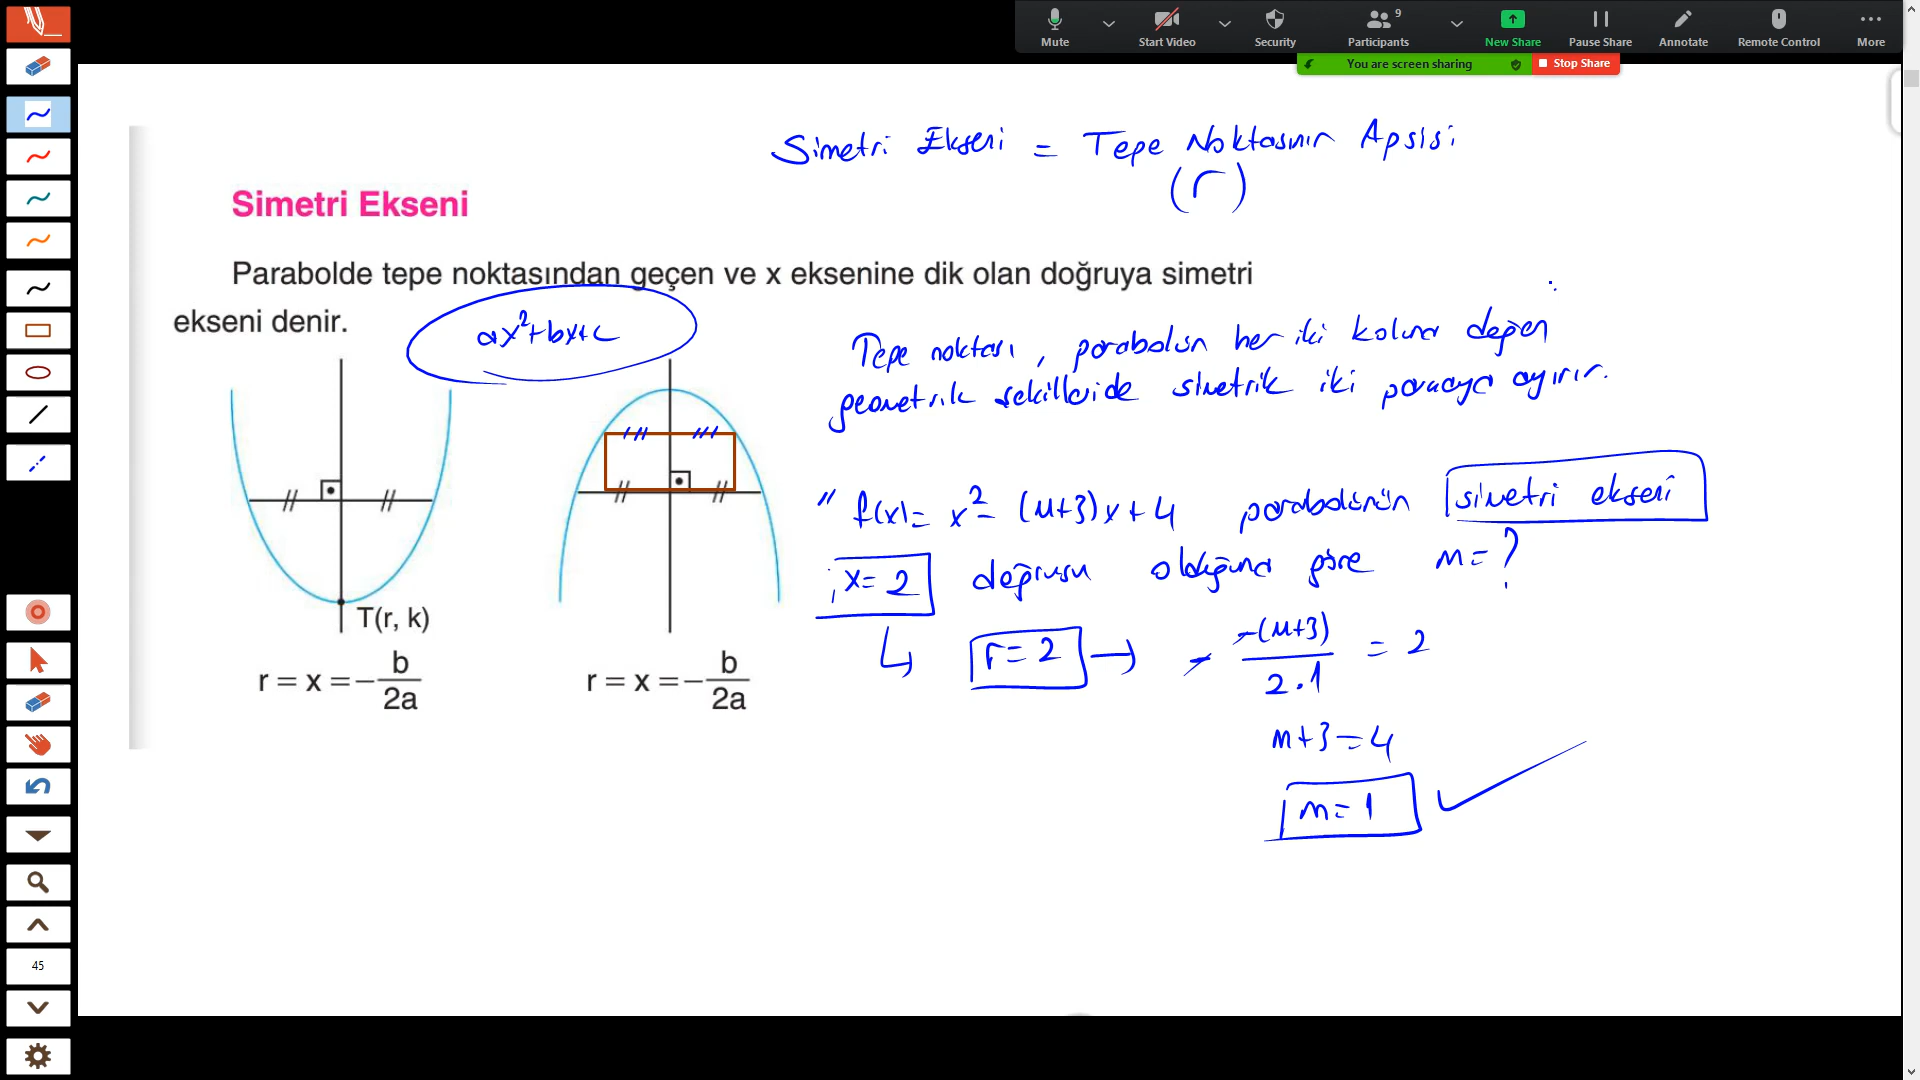 Mute
Start Video
Security
Participants
9
New Share
Pause Share
Annotate
Remote Control
More
You are screen sharing
Stop Share
Simetri Ekseni = Tepe Noktasının Apsisi
(r)
Simetri Ekseni
Parabolde tepe noktasından geçen ve x eksenine dik olan doğruya simetri
ekseni denir.
ax²+bx+c
Tepe noktası, parabolün her iki koluna değen
geometrik şekilleride simetrik iki parçaya ayırır.
" f(x)= x²- (m+3)x+4 parabolünün simetri ekseni
x=2 doğrusu olduğuna göre m=?
T(r, k)
r=2 → - -(m+3)/2.1 = 2
r = x = - b/2a
r = x = - b/2a
m+3=4
m=1
45